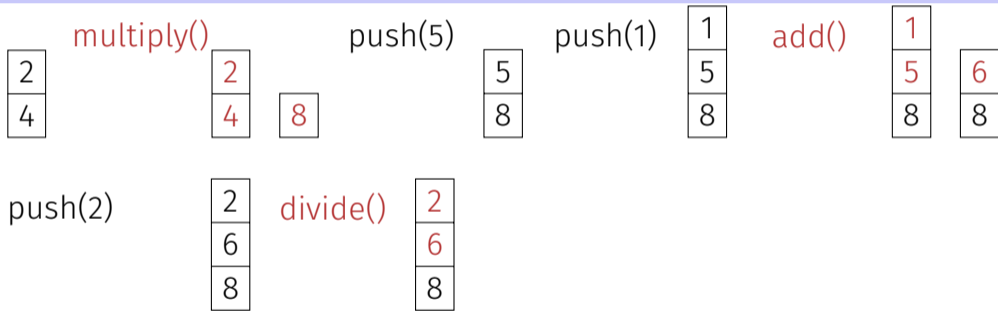 multiply() push(5) push(1) 1 add() 1
2 2 5 5 5 6
4 4 8 8 8 8 8
push(2) 2 divide() 2
6 6
8 8